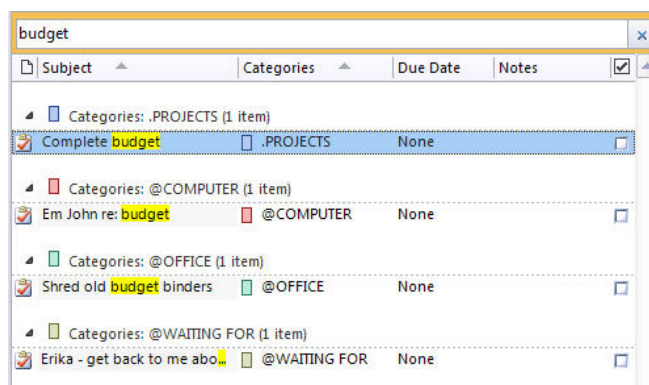 budget
Subject Categories Due Date Notes
Categories: .PROJECTS (1 item)
Complete budget .PROJECTS None
Categories: @COMPUTER (1 item)
Em John re: budget @COMPUTER None
Categories: @OFFICE (1 item)
Shred old budget binders @OFFICE None
Categories: @WAITING FOR (1 item)
Erika - get back to me abo... @WAITING FOR None